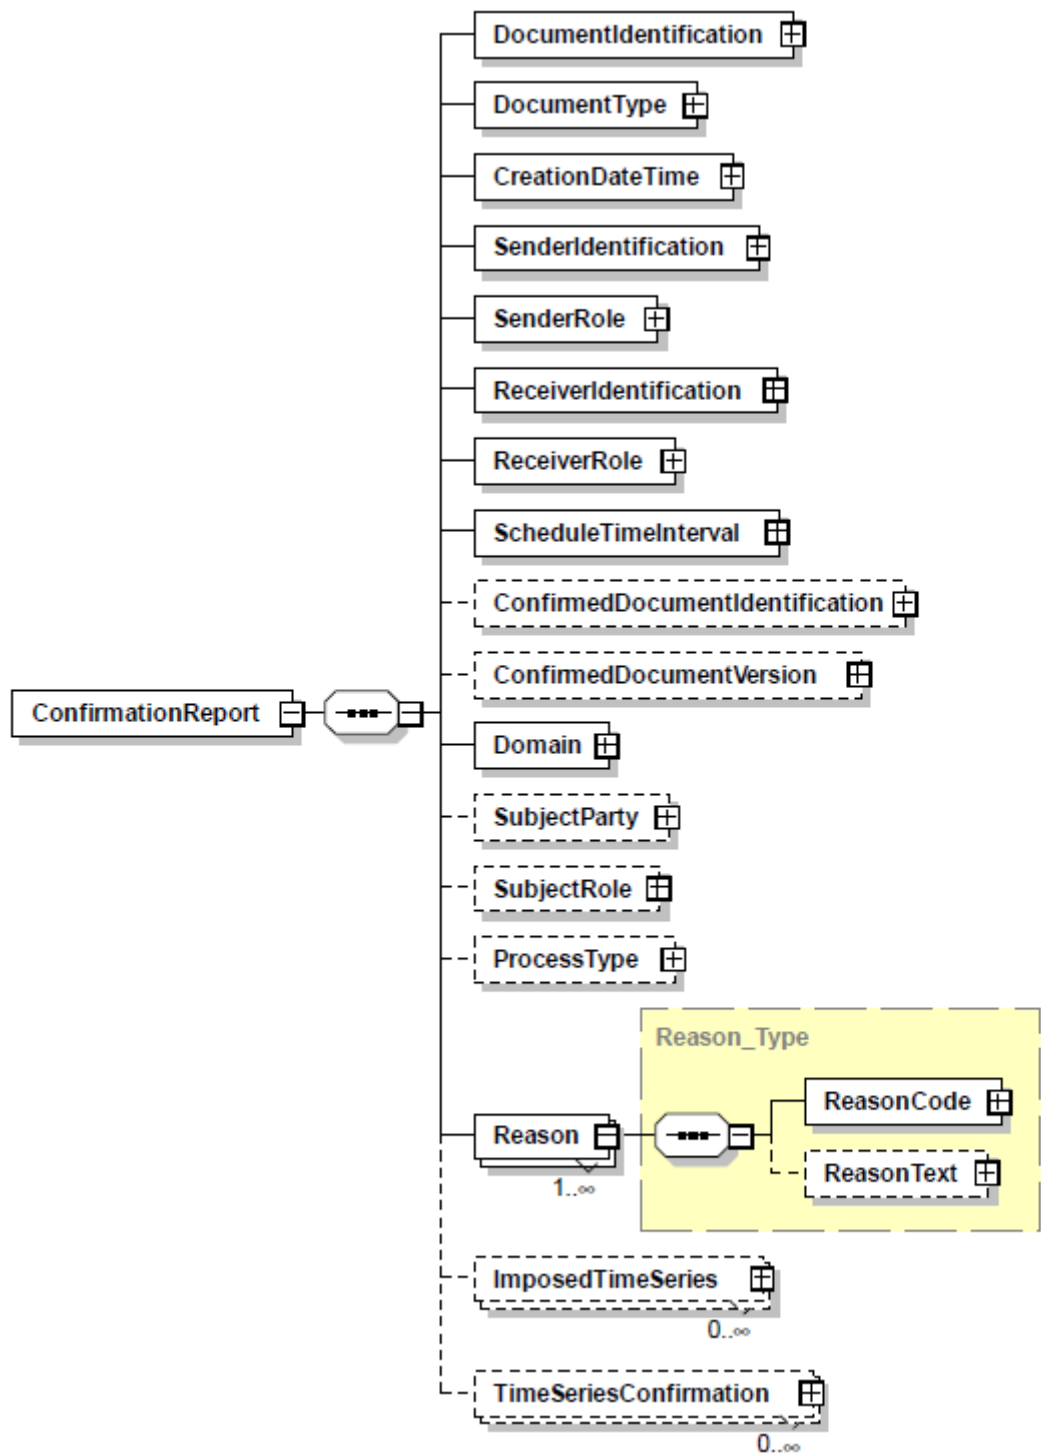 DocumentIdentification
DocumentType
CreationDateTime
SenderIdentification
SenderRole
ReceiverIdentification
ReceiverRole
ScheduleTimeInterval
ConfirmedDocumentIdentification
ConfirmedDocumentVersion
ConfirmationReport
Domain
SubjectParty
SubjectRole
ProcessType
Reason_Type
ReasonCode
Reason
1..∞
ReasonText
ImposedTimeSeries
0..∞
TimeSeriesConfirmation
0..∞